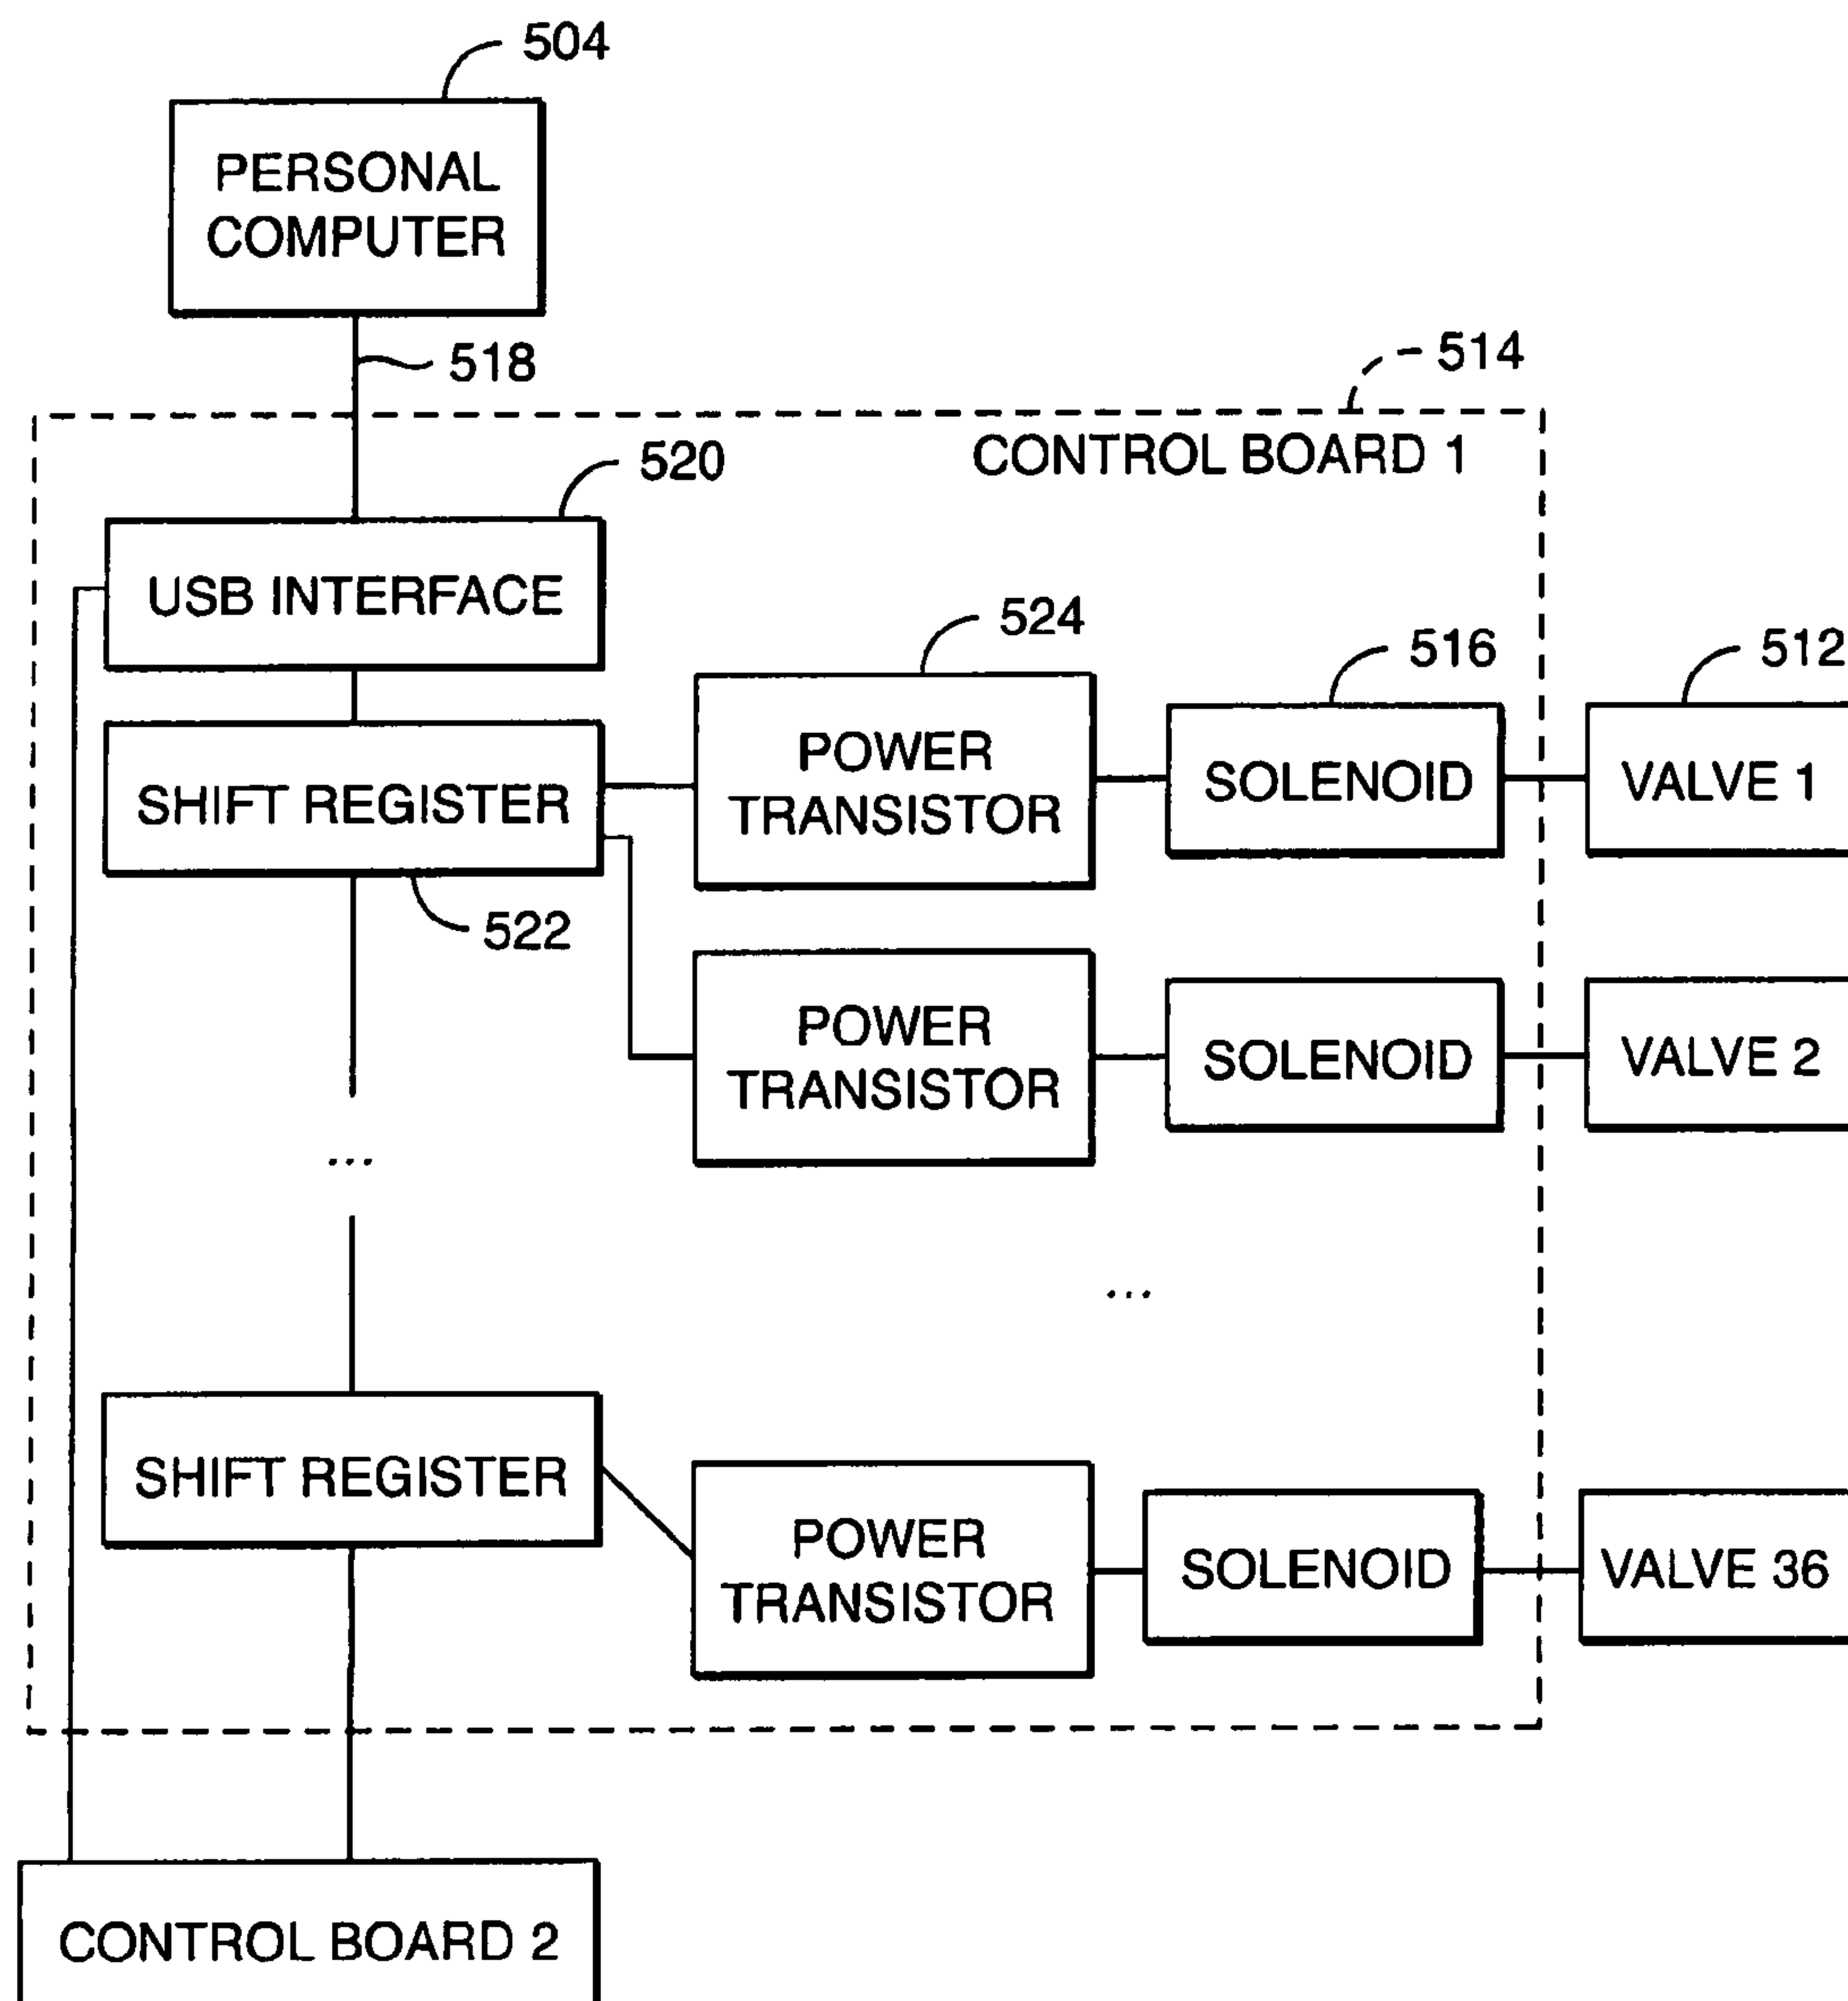 504
PERSONAL
COMPUTER
518
514
CONTROL BOARD 1
520
USB INTERFACE
524
516
512
POWER
TRANSISTOR
SOLENOID
VALVE 1
SHIFT REGISTER
522
POWER
TRANSISTOR
SOLENOID
VALVE 2
...
...
SHIFT REGISTER
POWER
TRANSISTOR
SOLENOID
VALVE 36
CONTROL BOARD 2